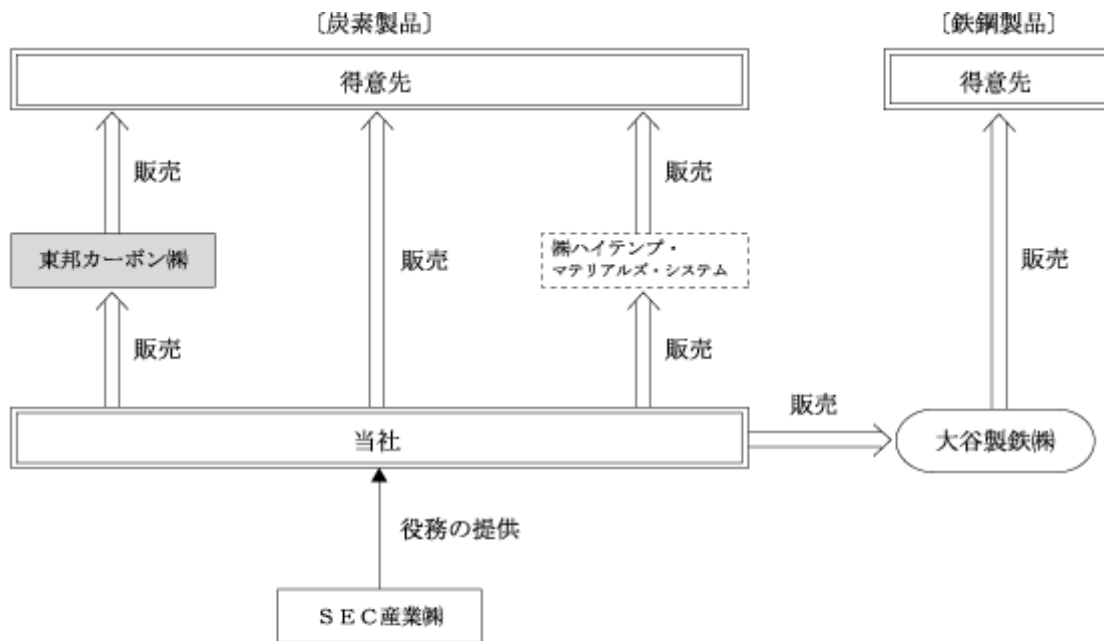 〔炭素製品〕
〔鉄鋼製品〕
得意先
得意先
販売
販売
東邦カーボン㈱
販売
㈱ハイテンプ・
マテリアルズ・システム
販売
販売
販売
当社
販売
大谷製鉄㈱
役務の提供
ＳＥＣ産業㈱